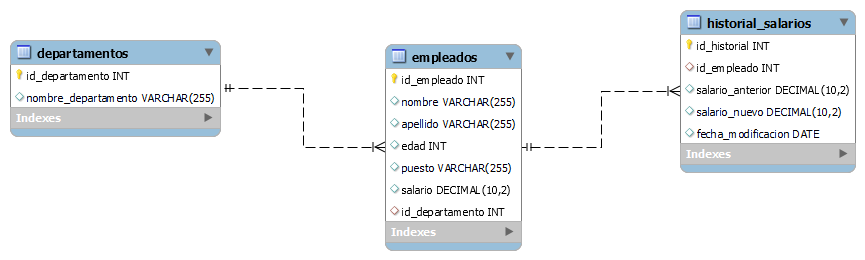 departamentos
id_departamento INT
nombre_departamento VARCHAR(255)
Indexes
empleados
id_empleado INT
nombre VARCHAR(255)
apellido VARCHAR(255)
edad INT
puesto VARCHAR(255)
salario DECIMAL(10,2)
id_departamento INT
Indexes
historial_salarios
id_historial INT
id_empleado INT
salario_anterior DECIMAL(10,2)
salario_nuevo DECIMAL(10,2)
fecha_modificacion DATE
Indexes